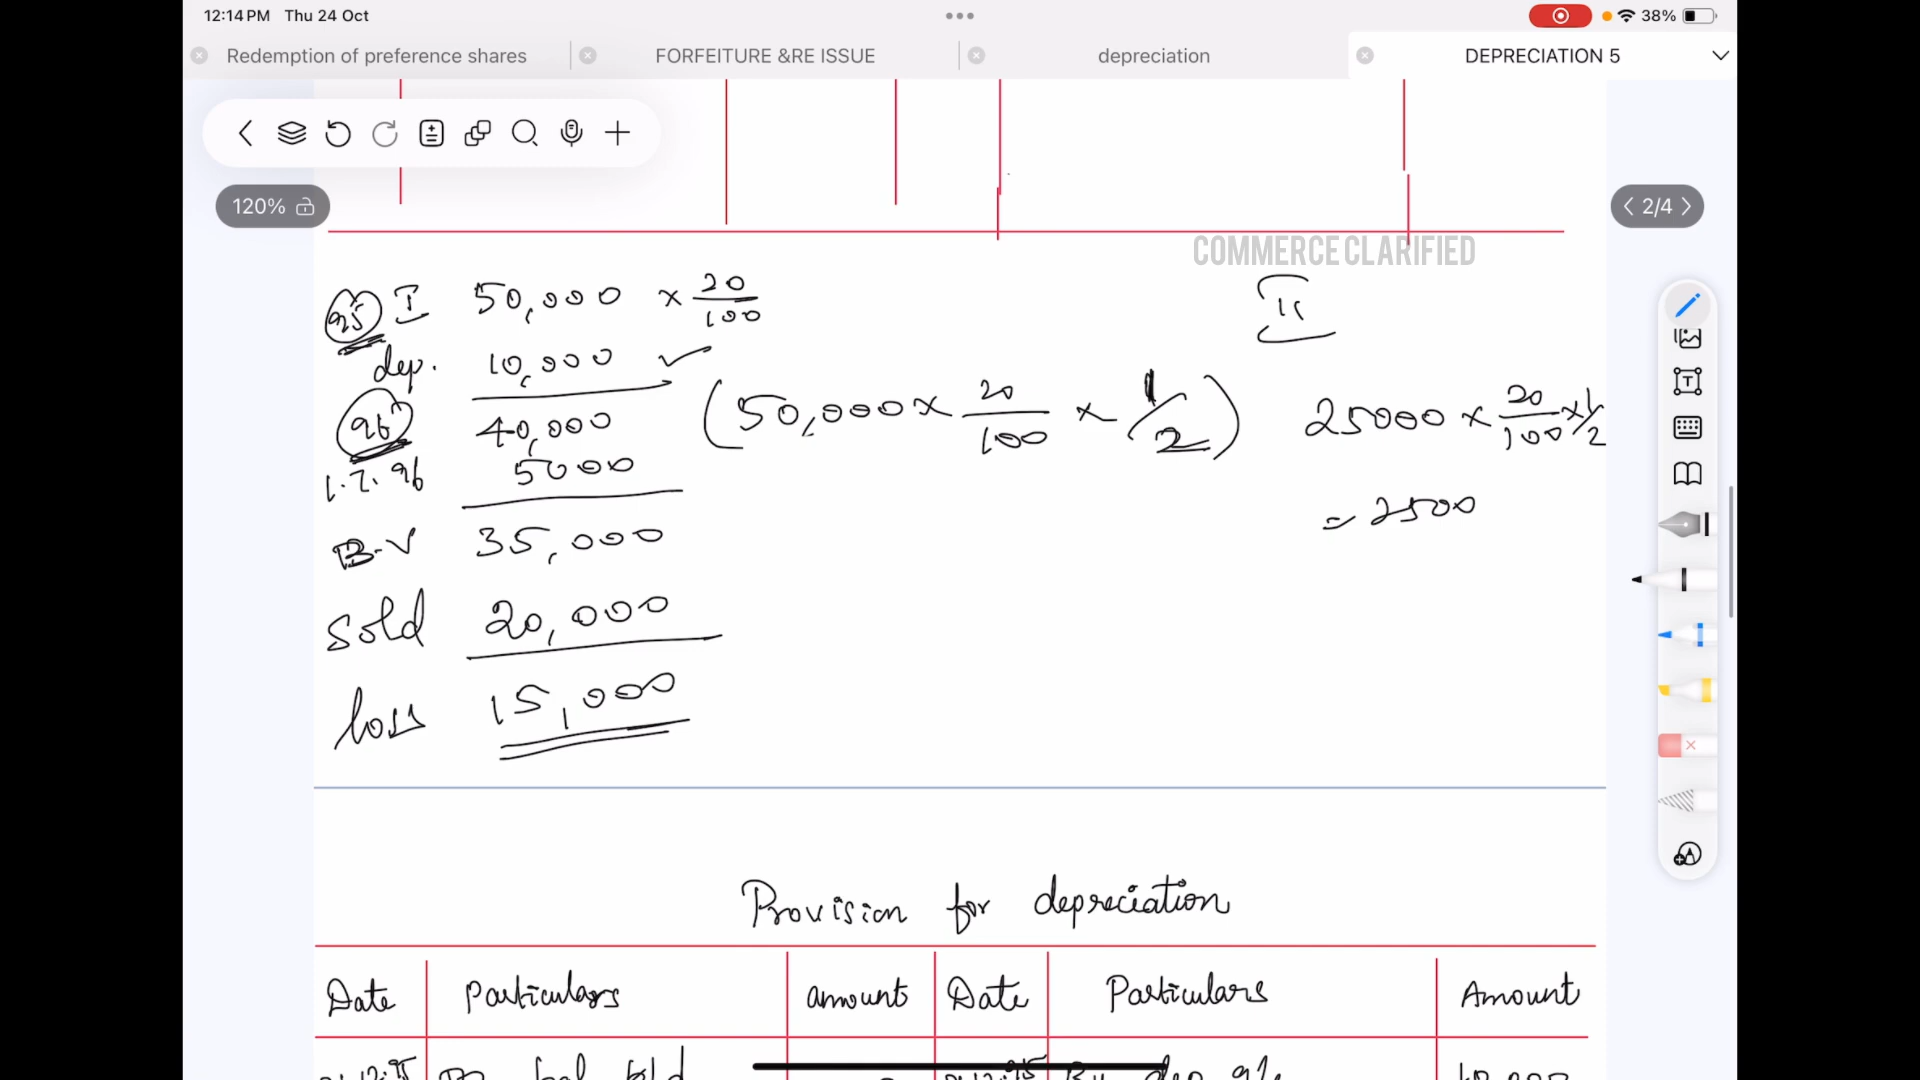 12:14 PM Thu 24 Oct
38%
Redemption of preference shares
FORFEITURE &RE ISSUE
depreciation
DEPRECIATION 5
120%
2/4
COMMERCE CLARIFIED
95 I 50,000 x 20/100
dep. 10,000 ✓
96 40,000 (50,000 x 20/100 x 1/2)
1.7.96 5000
B.V 35,000
sold 20,000
loss 15,000
II
25000 x 20/100 x 1/2
= 2500
Provision for depreciation
Date Particulars amount Date Particulars Amount